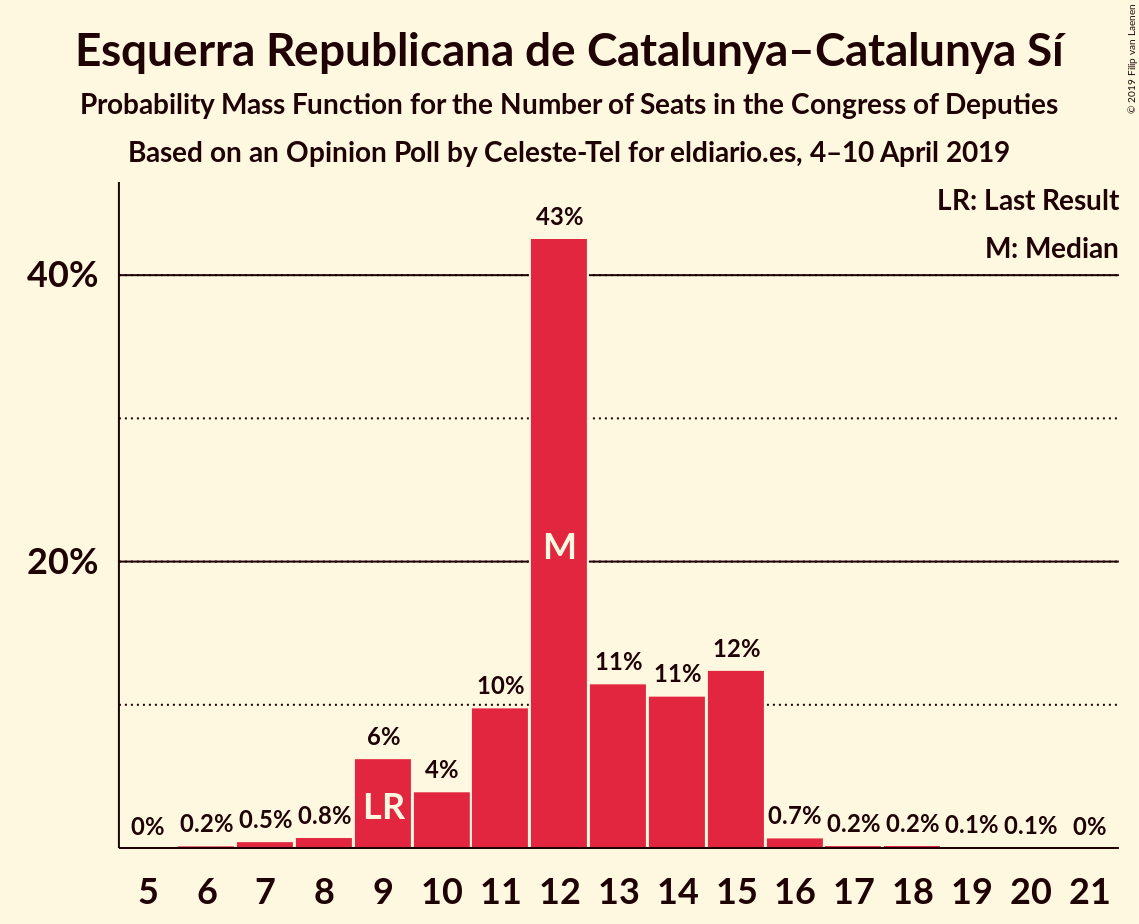 Esquerra Republicana de Catalunya–Catalunya Sí
Probability Mass Function for the Number of Seats in the Congress of Deputies
Based on an Opinion Poll by Celeste-Tel for eldiario.es, 4–10 April 2019
© 2019 Filip van Laenen
LR: Last Result
M: Median
40%
20%
0% 0.2% 0.5% 0.8% 6% 4% 10% 43% 11% 11% 12% 0.7% 0.2% 0.2% 0.1% 0.1% 0%
LR
M
5 6 7 8 9 10 11 12 13 14 15 16 17 18 19 20 21